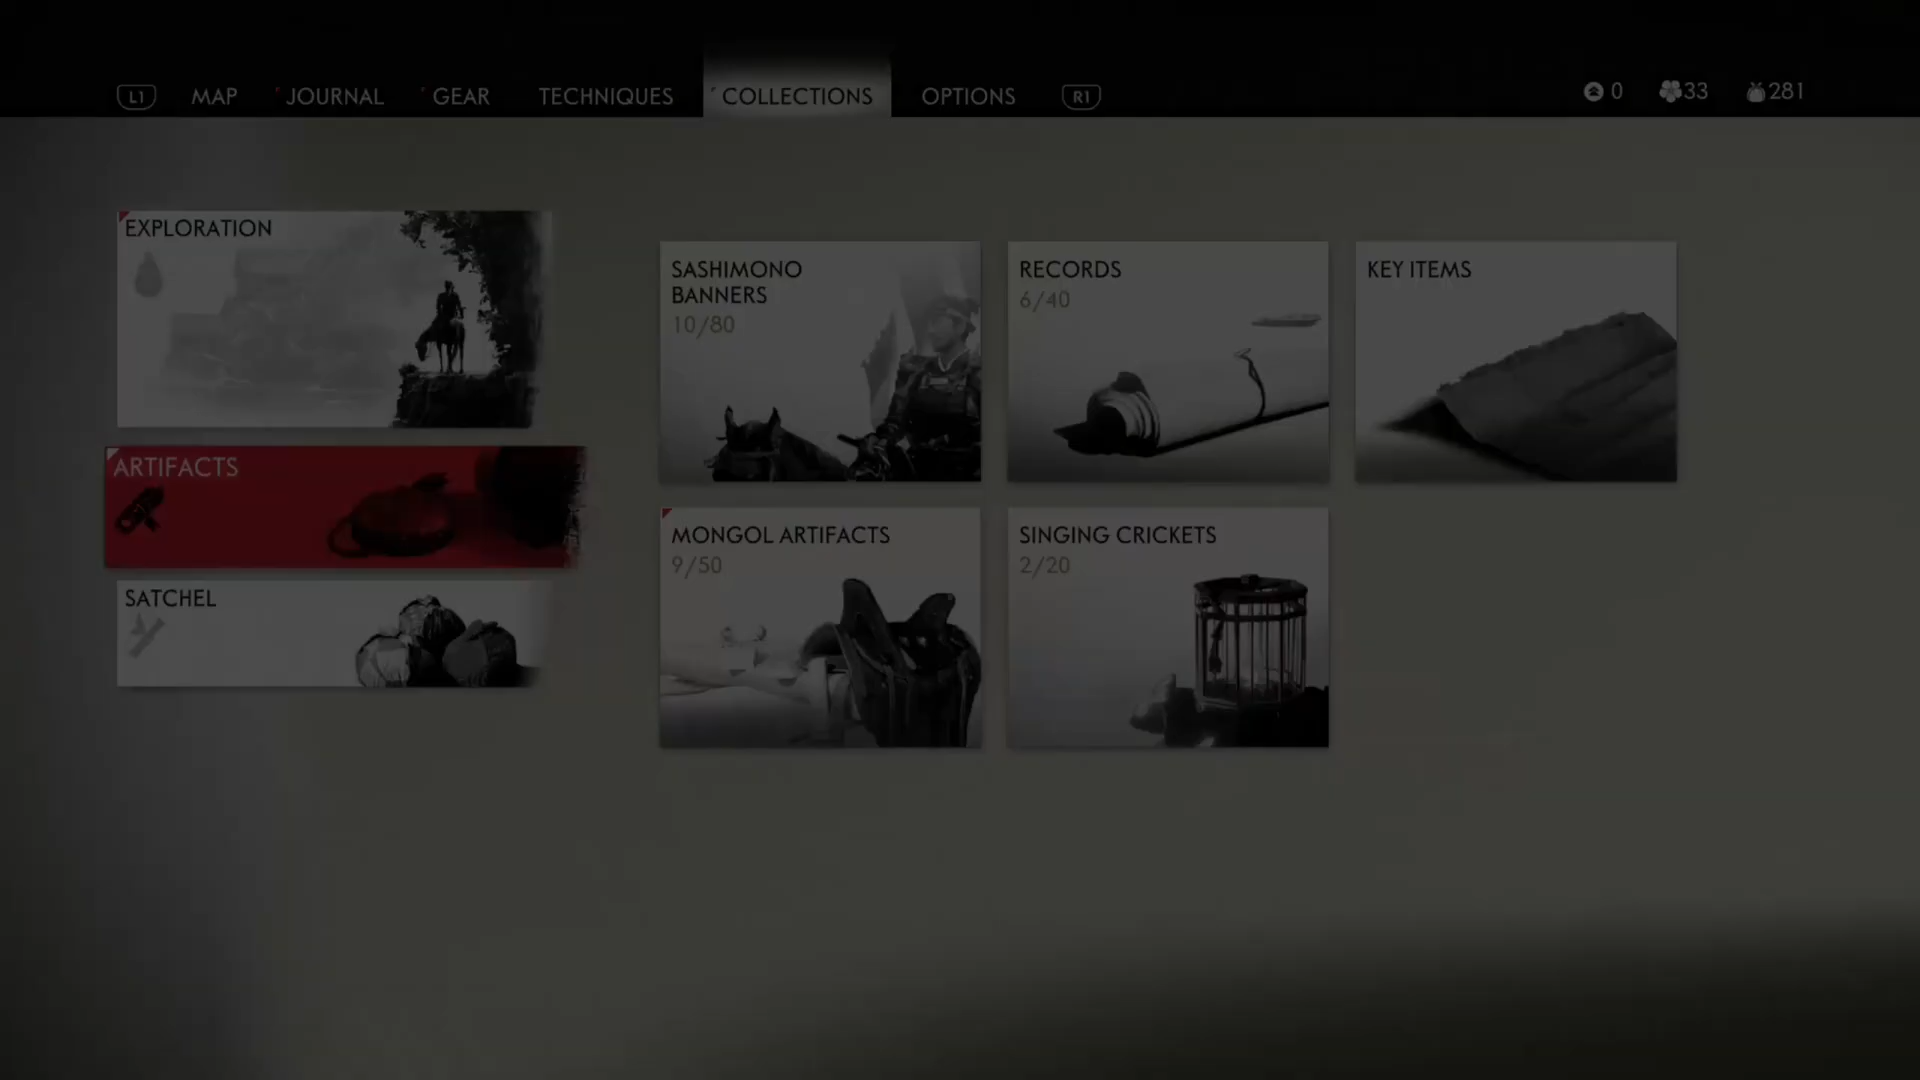 L1 MAP JOURNAL GEAR TECHNIQUES COLLECTIONS OPTIONS R1 0 33 281
EXPLORATION
ARTIFACTS
SATCHEL
SASHIMONO
BANNERS
10/80
RECORDS
6/40
KEY ITEMS
MONGOL ARTIFACTS
9/50
SINGING CRICKETS
2/20